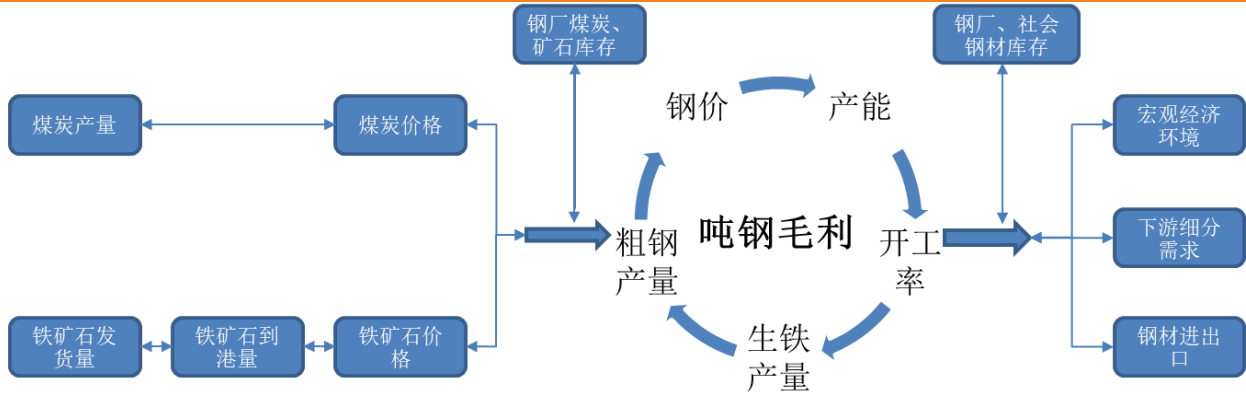 钢厂煤炭、
矿石库存
钢厂、社会
钢材库存
煤炭产量
煤炭价格
钢价
产能
宏观经济
环境
粗钢
产量
吨钢毛利
开工
率
下游细分
需求
铁矿石发
货量
铁矿石到
港量
铁矿石价
格
生铁
产量
钢材进出
口